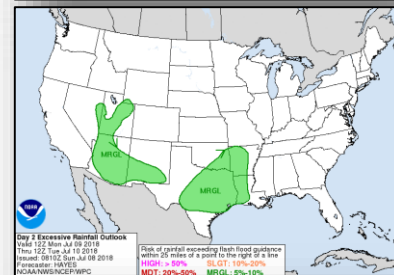 MRGL
MRGL
NOAA
Day 2 Excessive Rainfall Outlook
Valid 12Z Mon Jul 09 2018
Thru 12Z Tue Jul 10 2018
Issued: 0810Z Sun Jul 08 2018
Forecaster: HAYES
NOAA/NWS/NCEP/WPC
Risk of rainfall exceeding flash flood guidance
within 25 miles of a point to the right of a line
HIGH: > 50% SLGT: 10%-20%
MDT: 20%-50% MRGL: 5%-10%